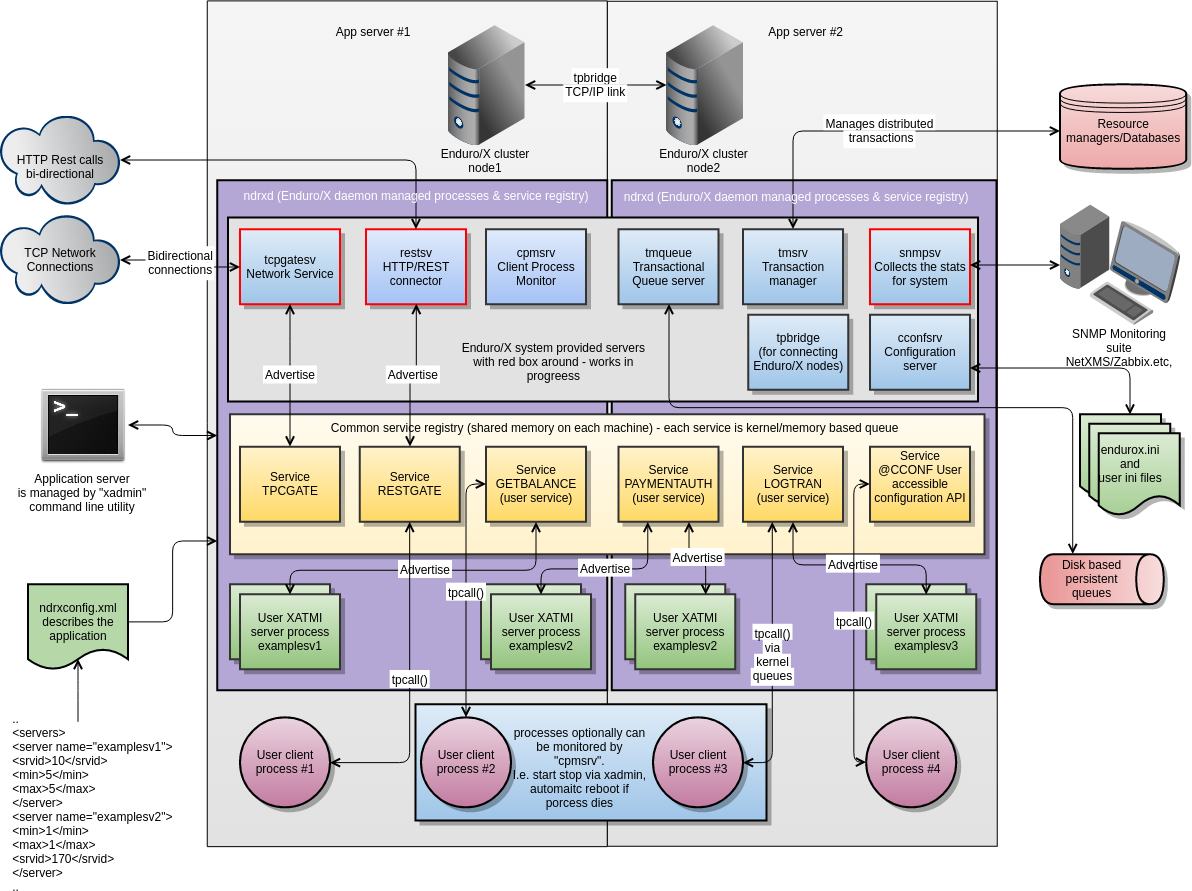 App server #1
App server #2
tpbridge
TCP/IP link
Enduro/X cluster
node1
Enduro/X cluster
node2
Manages distributed
transactions
Resource
managers/Databases
HTTP Rest calls
bi-directional
TCP Network
Connections
Bidirectional
connections
ndrxd (Enduro/X daemon managed processes & service registry)
ndrxd (Enduro/X daemon managed processes & service registry)
tcpgatesv
Network Service
restsv
HTTP/REST
connector
cpmsrv
Client Process
Monitor
tmqueue
Transactional
Queue server
tmsrv
Transaction
manager
snmpsv
Collects the stats
for system
tpbridge
(for connecting
Enduro/X nodes)
cconfsrv
Configuration
server
SNMP Monitoring
suite
NetXMS/Zabbix.etc,
Enduro/X system provided servers
with red box around - works in
progreess
Advertise
Advertise
Common service registry (shared memory on each machine) - each service is kernel/memory based queue
Service
TPCGATE
Service
RESTGATE
Service
GETBALANCE
(user service)
Service
PAYMENTAUTH
(user service)
Service
LOGTRAN
(user service)
Service
@CCONF User
accessible
configuration API
endurox.ini
and
user ini files
>_
Application server
is managed by "xadmin"
command line utility
Advertise
Advertise
Advertise
Advertise
Disk based
persistent
queues
tpcall()
User XATMI
server process
examplesv1
User XATMI
server process
examplesv2
User XATMI
server process
examplesv2
User XATMI
server process
examplesv3
tpcall()
tpcall()
via
kernel
queues
tpcall()
ndrxconfig.xml
describes the
application
User client
process #1
User client
process #2
processes optionally can
be monitored by
"cpmsrv".
I.e. start stop via xadmin,
automaitc reboot if
porcess dies
User client
process #3
User client
process #4
..
<servers>
<server name="examplesv1">
<srvid>10</srvid>
<min>5</min>
<max>5</max>
</server>
<server name="examplesv2">
<min>1</min>
<max>1</max>
<srvid>170</srvid>
</server>
..